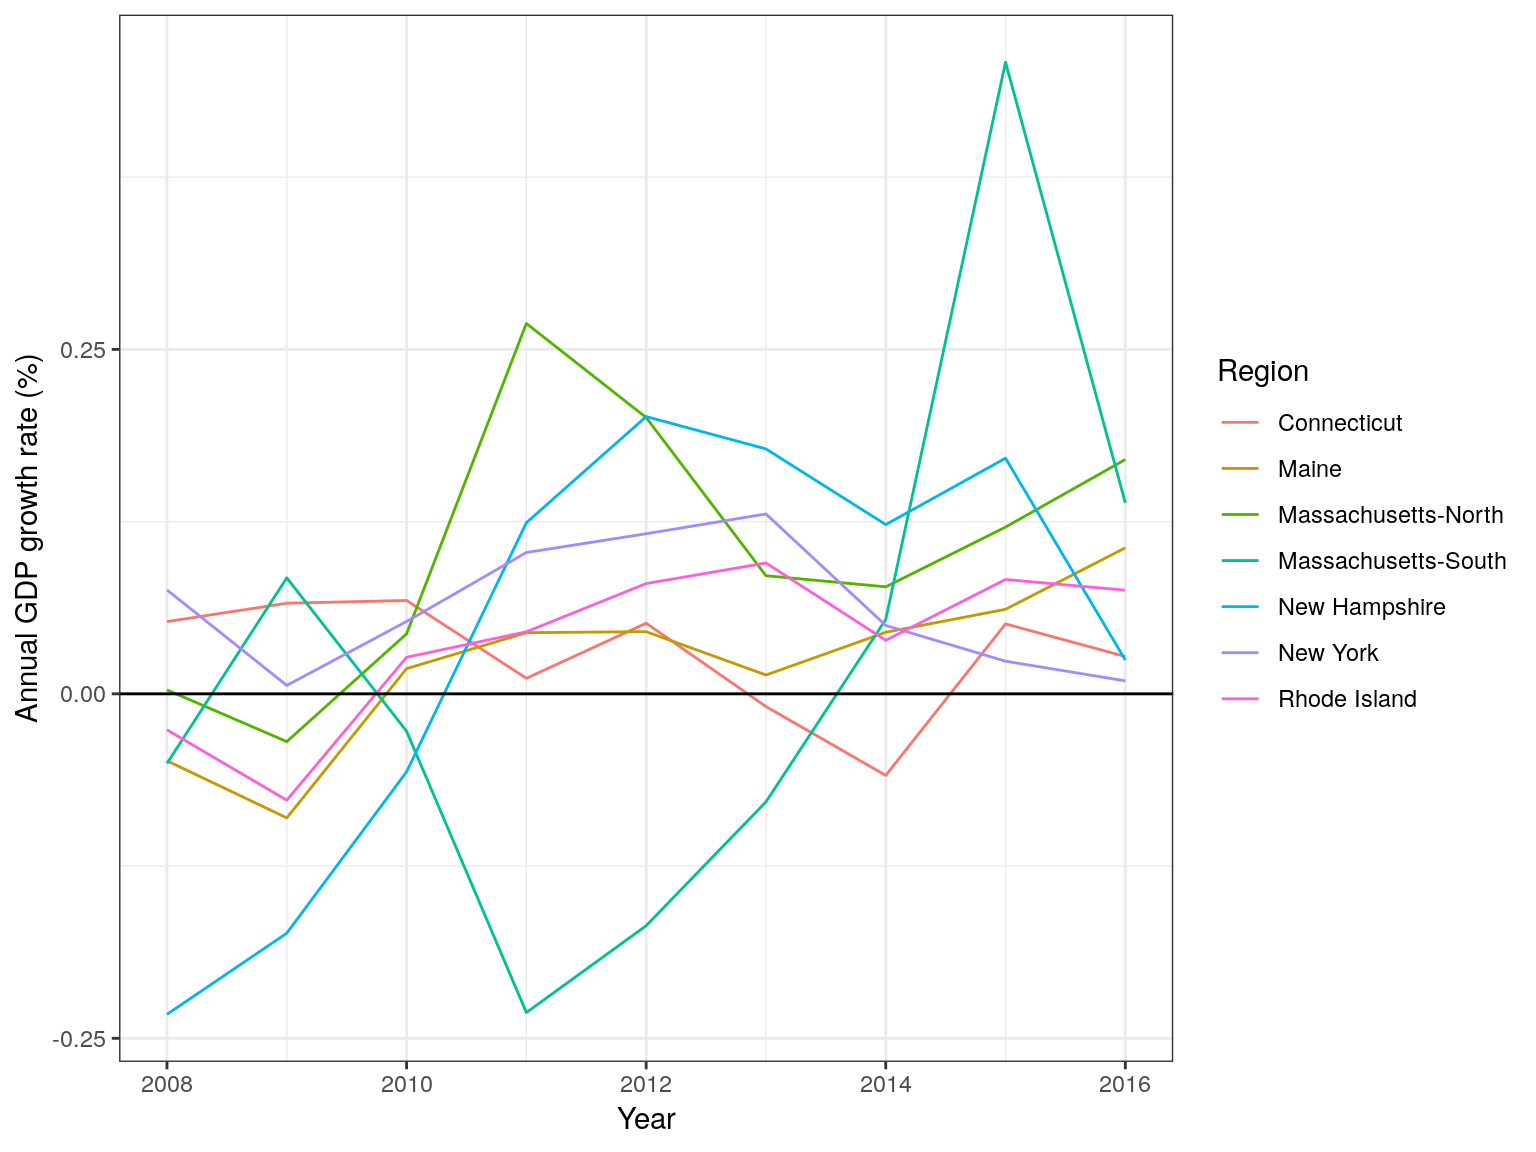 Annual GDP growth rate (%)
0.25
0.00
-0.25
2008 2010 2012 2014 2016
Year
Region
Connecticut
Maine
Massachusetts-North
Massachusetts-South
New Hampshire
New York
Rhode Island